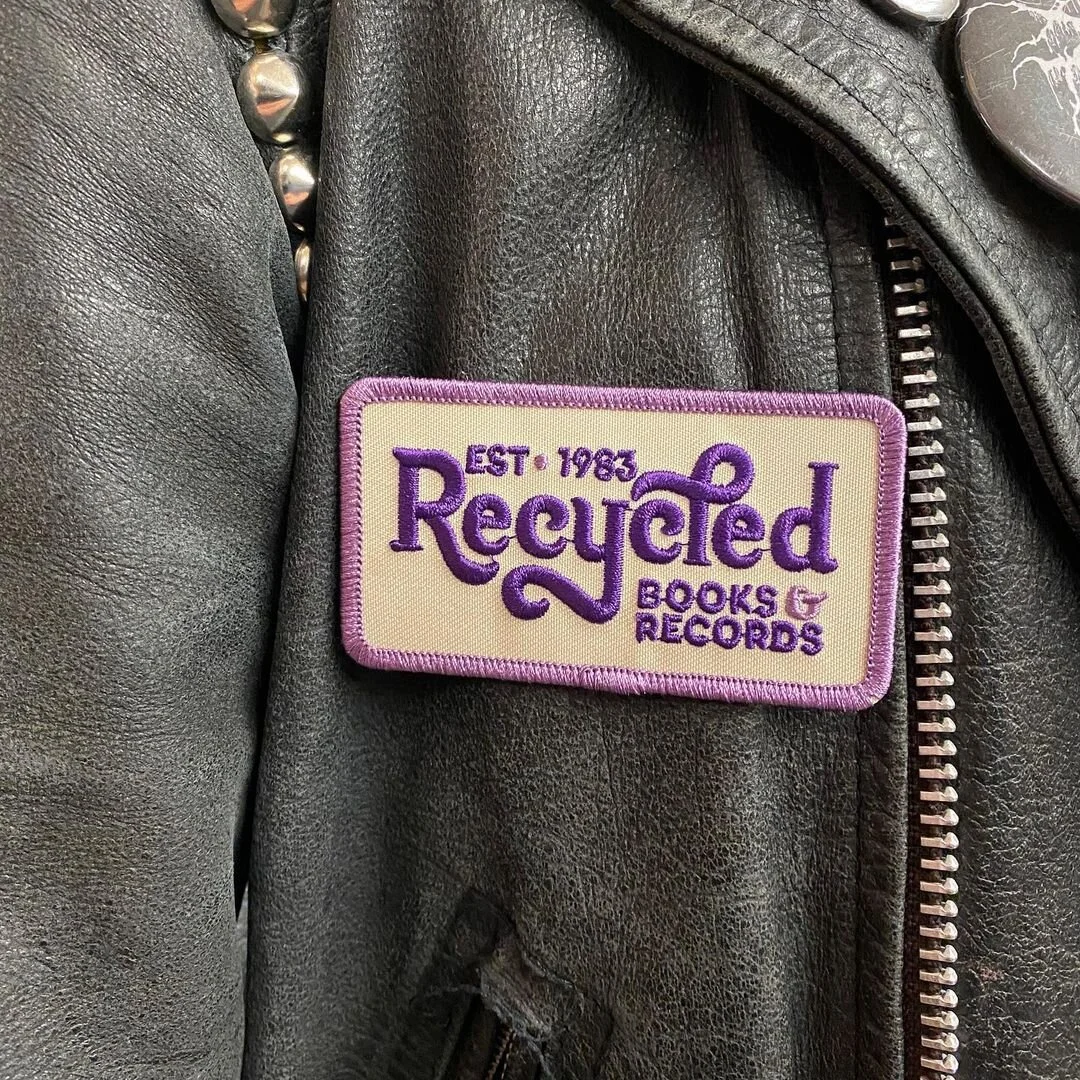 EST • 1983
Recycled
BOOKS &
RECORDS